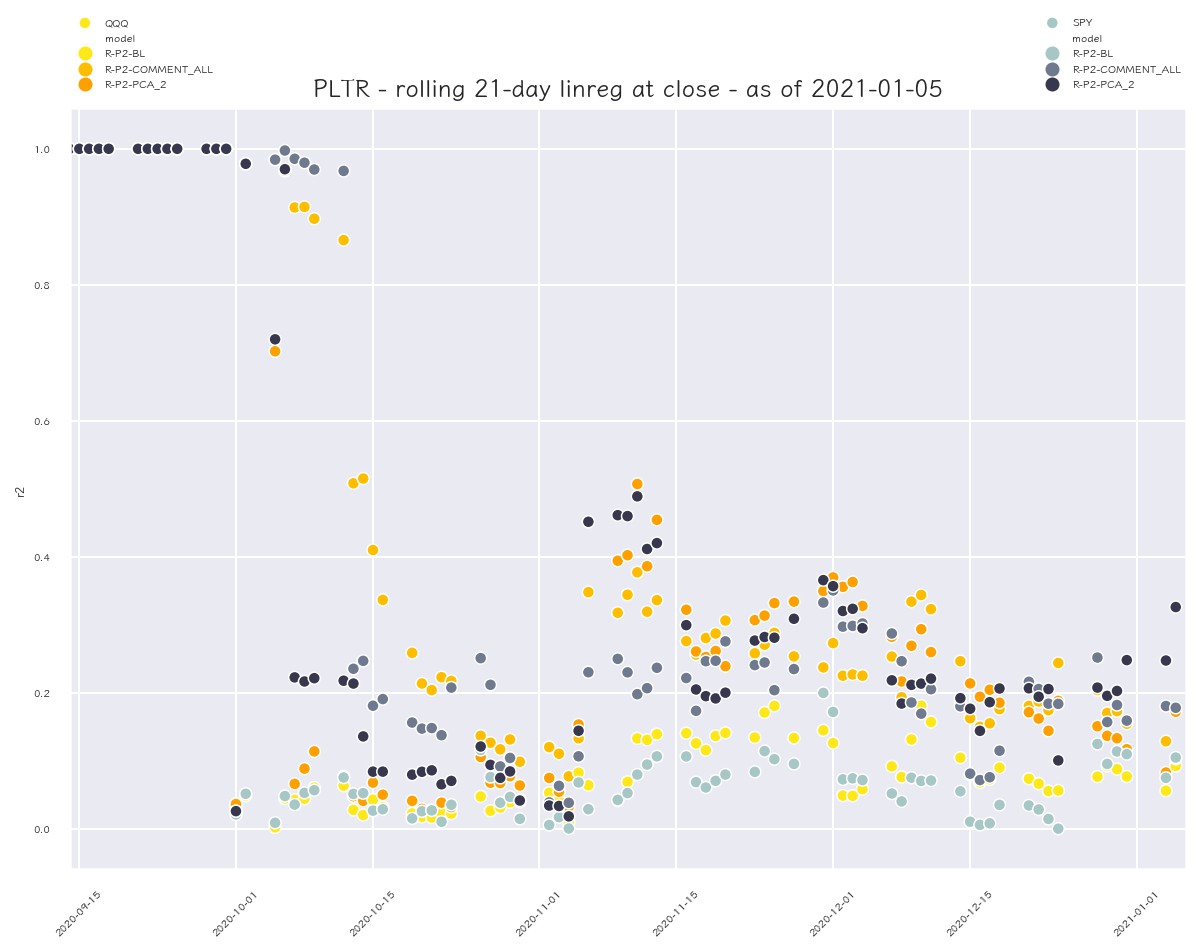 QQQ
model
R-P2-BL
R-P2-COMMENT_ALL
R-P2-PCA_2
SPY
model
R-P2-BL
R-P2-COMMENT_ALL
R-P2-PCA_2
PLTR - rolling 21-day linreg at close - as of 2021-01-05
1.0
0.8
0.6
0.4
0.2
0.0
r2
2020-09-15
2020-10-01
2020-10-15
2020-11-01
2020-11-15
2020-12-01
2020-12-15
2021-01-01